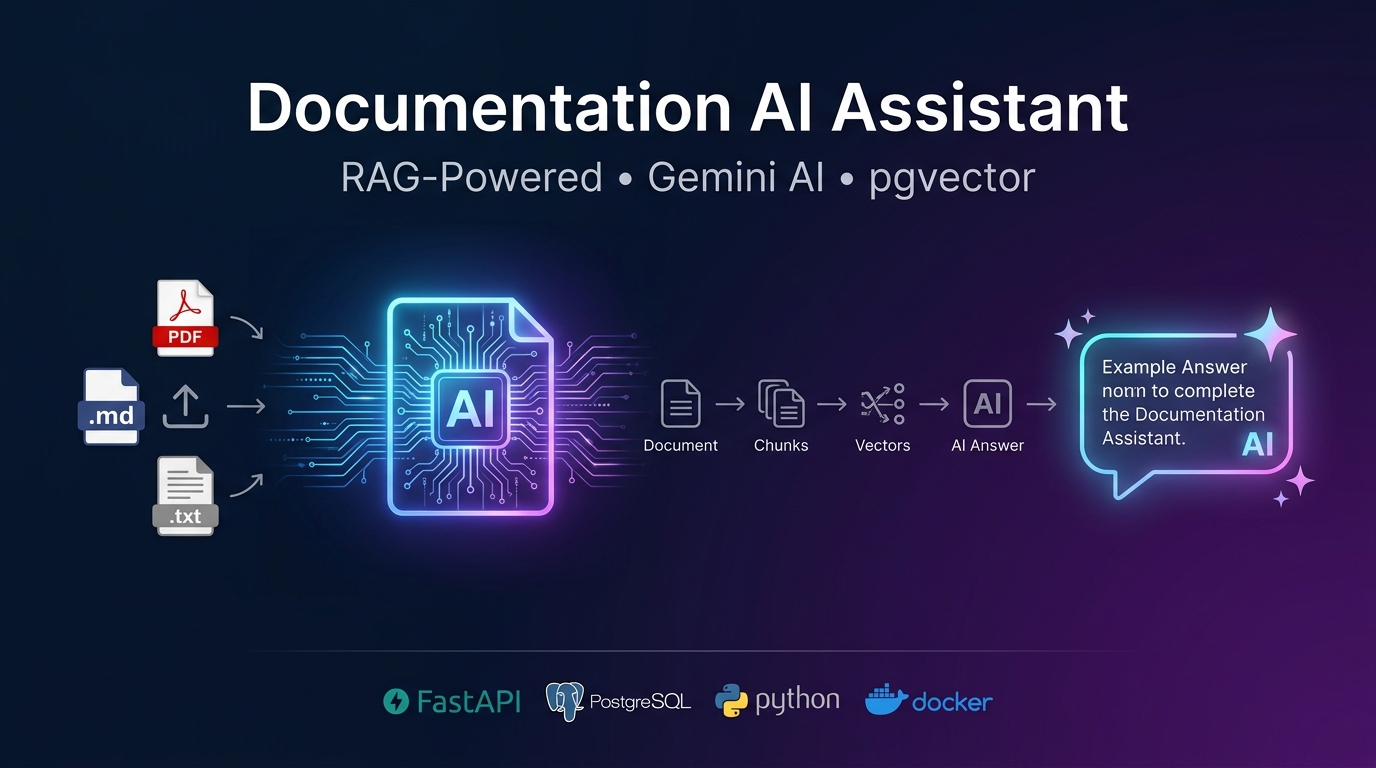 Documentation AI Assistant
RAG-Powered • Gemini AI • pgvector
PDF
.md
.txt
AI
Document
Chunks
Vectors
AI
AI Answer
Example Answer
nonn to complete
the Documentation
Assistant.
AI
FastAPI
PostgreSQL
python
docker